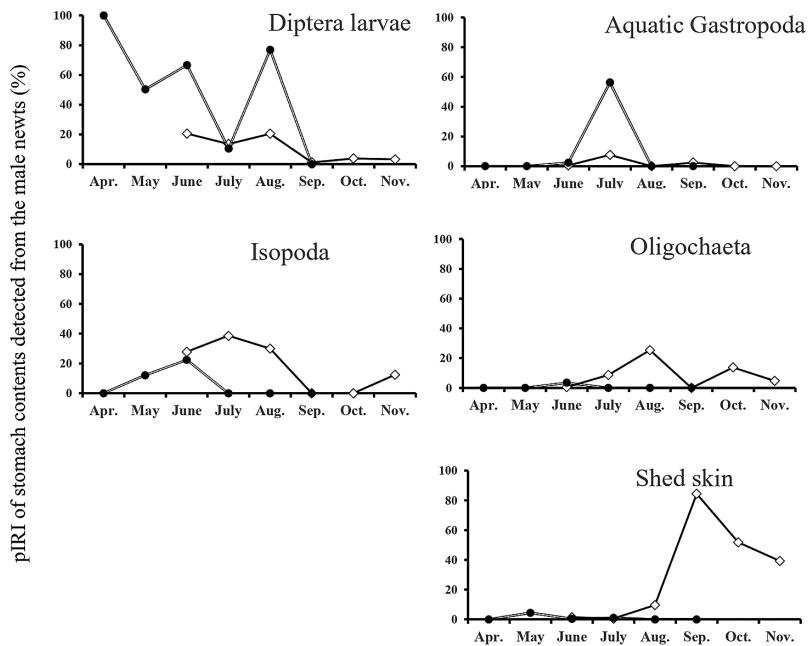 pIRI of stomach contents detected from the male newts (%)
Diptera larvae
100
80
60
40
20
0
Apr. May June July Aug. Sep. Oct. Nov.
Aquatic Gastropoda
100
80
60
40
20
0
Apr. May June July Aug. Sep. Oct. Nov.
Isopoda
100
80
60
40
20
0
Apr. May June July Aug. Sep. Oct. Nov.
Oligochaeta
100
80
60
40
20
0
Apr. May June July Aug. Sep. Oct. Nov.
Shed skin
100
80
60
40
20
0
Apr. May June July Aug. Sep. Oct. Nov.